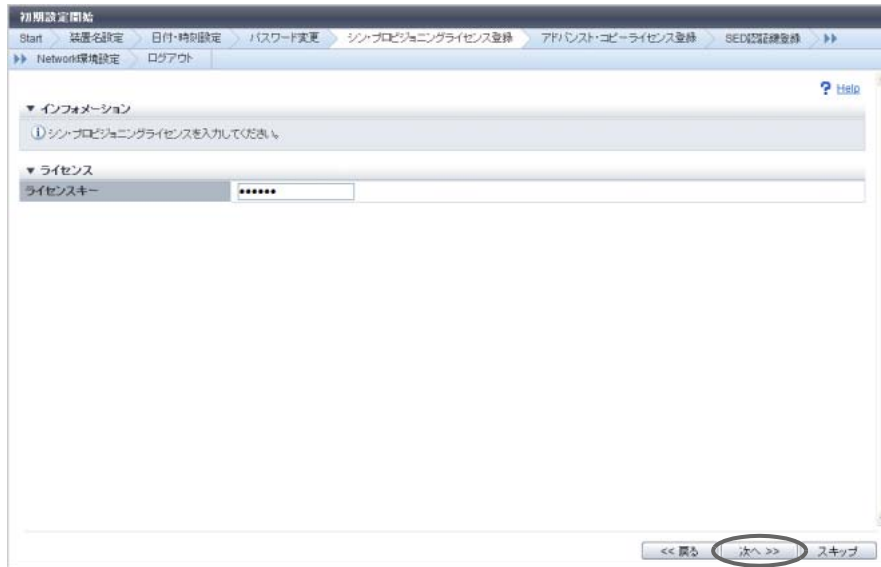 初期設定開始
Start 装置名設定 日付・時刻設定 パスワード変更 シン・プロビジョニングライセンス登録 アドバンスト・コピーライセンス登録 SED認証鍵登録
Network環境設定 ログアウト
? Help
▼ インフォメーション
シン・プロビジョニングライセンスを入力してください。
▼ ライセンス
ライセンスキー ••••••
<< 戻る 次へ >> スキップ